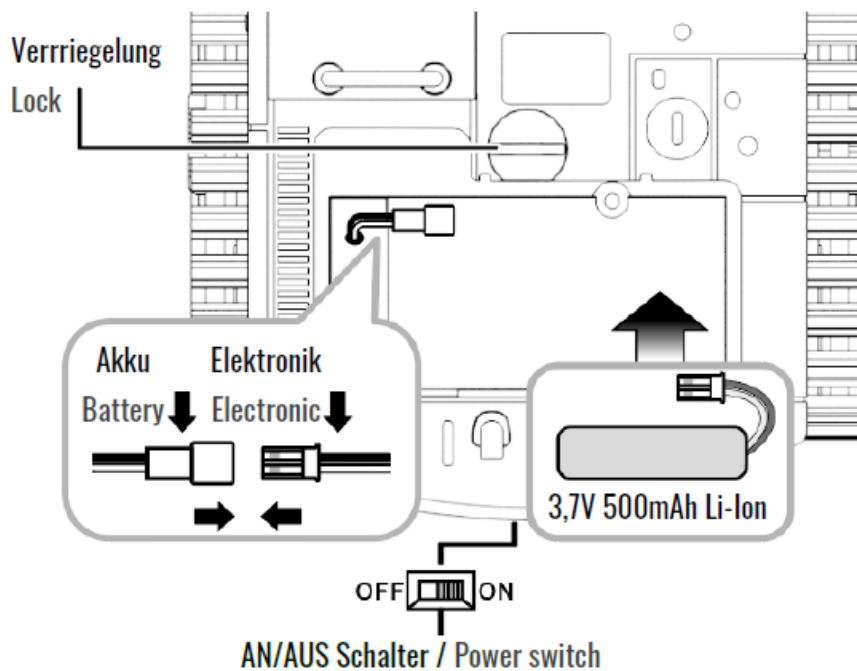 Verrriegelung
Lock
Akku Elektronik
Battery Electronic
3,7V 500mAh Li-Ion
OFF ON
AN/AUS Schalter / Power switch